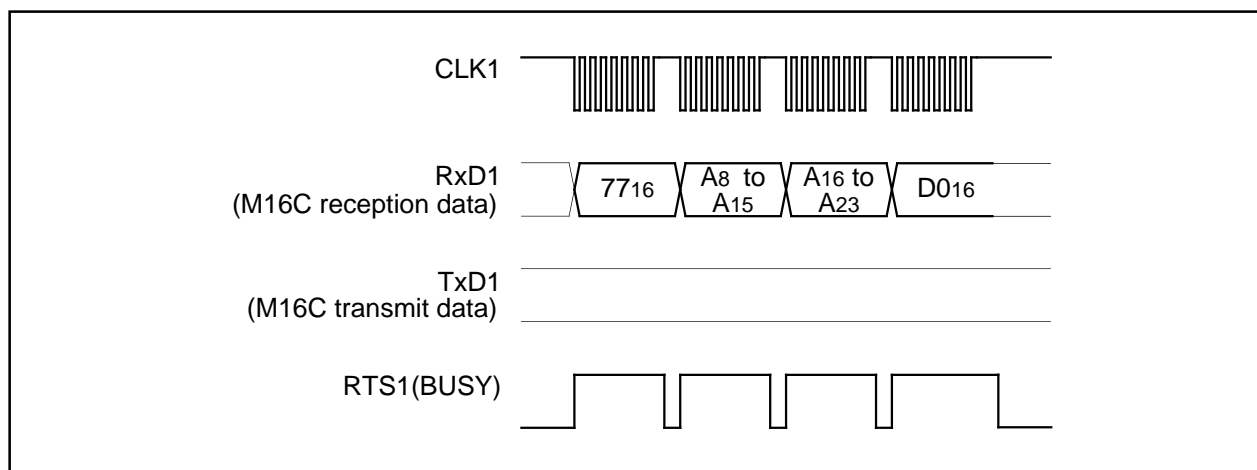 CLK1
RxD1
(M16C reception data)
7716
A8 to
A15
A16 to
A23
D016
TxD1
(M16C transmit data)
RTS1(BUSY)